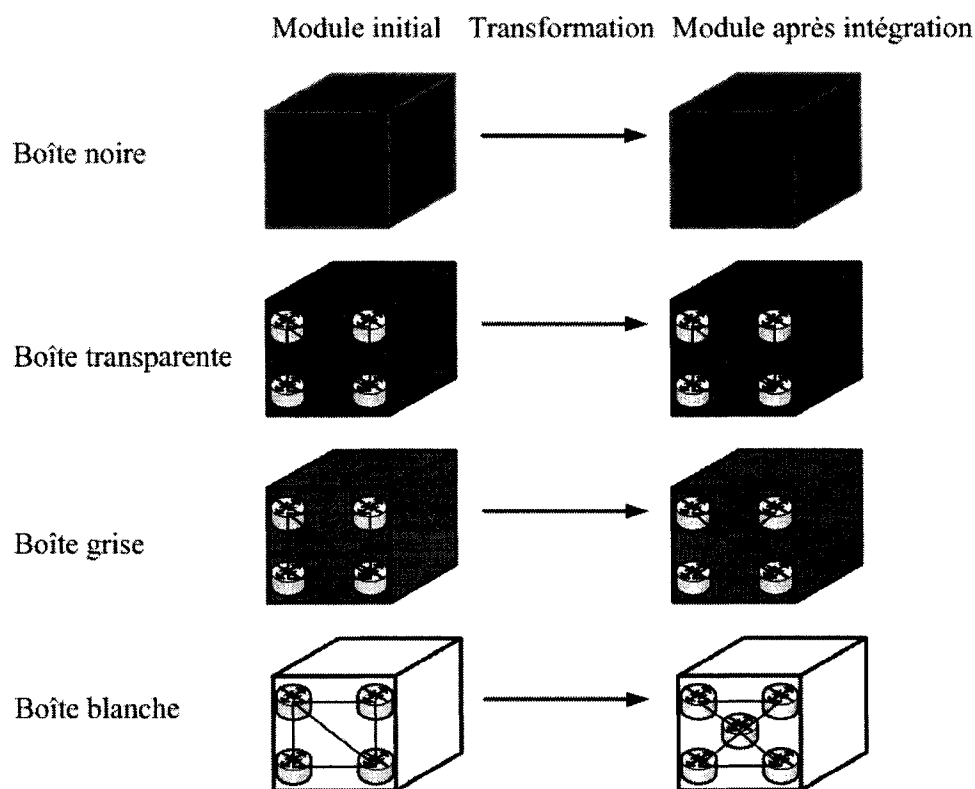 Module initial Transformation Module après intégration
Boîte noire
Boîte transparente
Boîte grise
Boîte blanche